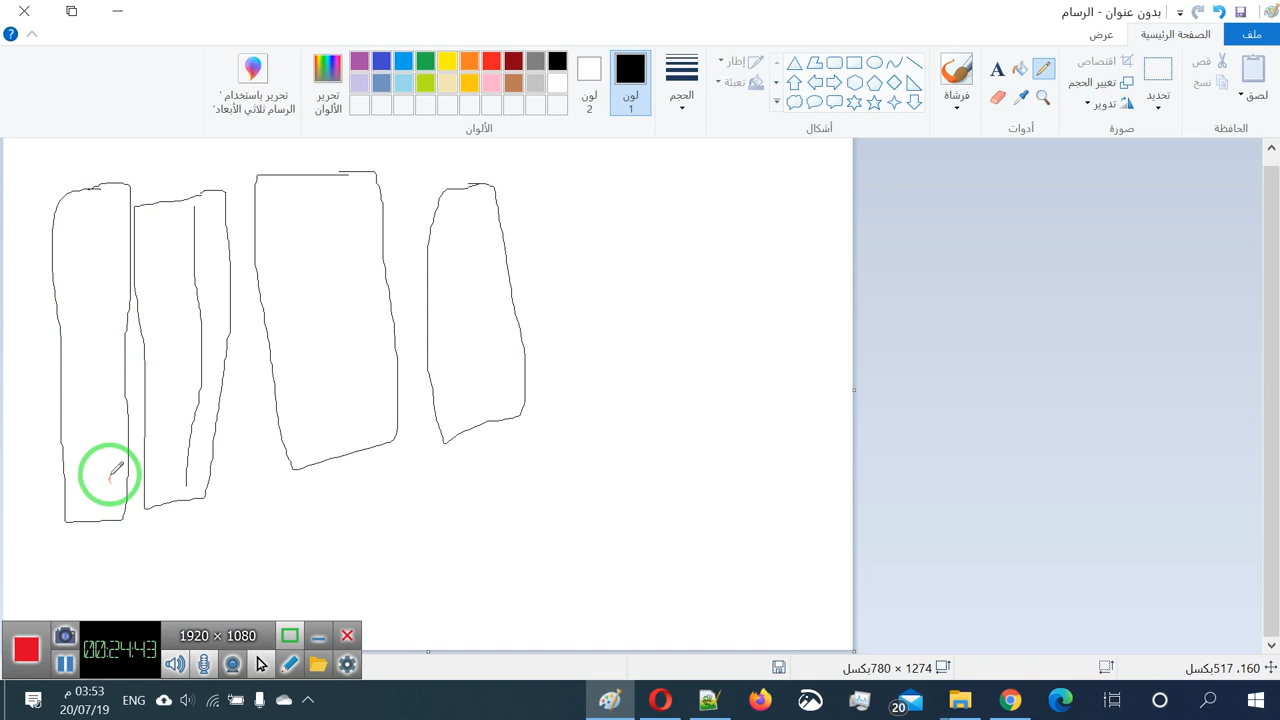 بدون عنوان - الرسام
ملف
الصفحة الرئيسية
عرض
لصق
قص
نسخ
الحافظة
تحديد
اقتصاص
تغيير الحجم
تدوير
صورة
أدوات
فرشاة
إطار
تعبئة
أشكال
الحجم
لون
1
لون
2
تحرير
الألوان
الألوان
تحرير باستخدام '
الرسام ثلاثي الأبعاد'
00:24:43
1920 × 1080
1274 × 780بكسل
160, 517بكسل
03:53 م
20/07/19
ENG
20